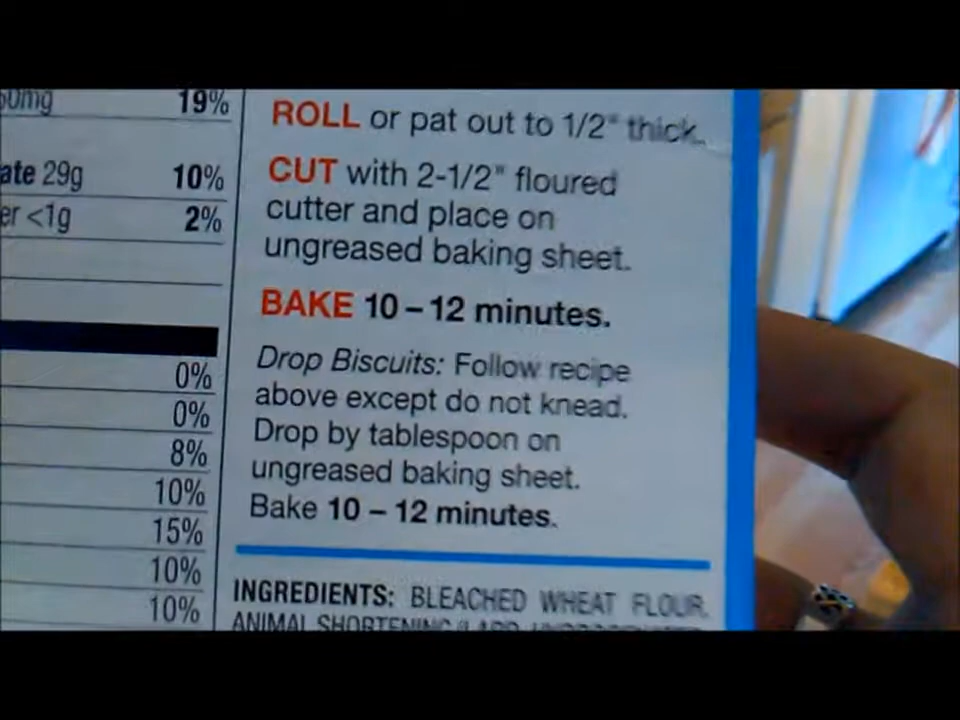 19%
ate 29g 10%
er <1g 2%
0%
0%
8%
10%
15%
10%
10%
ROLL or pat out to 1/2" thick.
CUT with 2-1/2" floured
cutter and place on
ungreased baking sheet.
BAKE 10 – 12 minutes.
Drop Biscuits: Follow recipe
above except do not knead.
Drop by tablespoon on
ungreased baking sheet.
Bake 10 – 12 minutes.
INGREDIENTS: BLEACHED WHEAT FLOUR,
ANIMAL SHORTENING